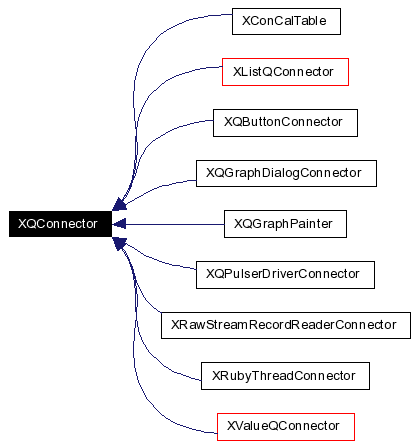 XConCalTable
XListQConnector
XQButtonConnector
XQGraphDialogConnector
XQConnector
XQGraphPainter
XQPulserDriverConnector
XRawStreamRecordReaderConnector
XRubyThreadConnector
XValueQConnector